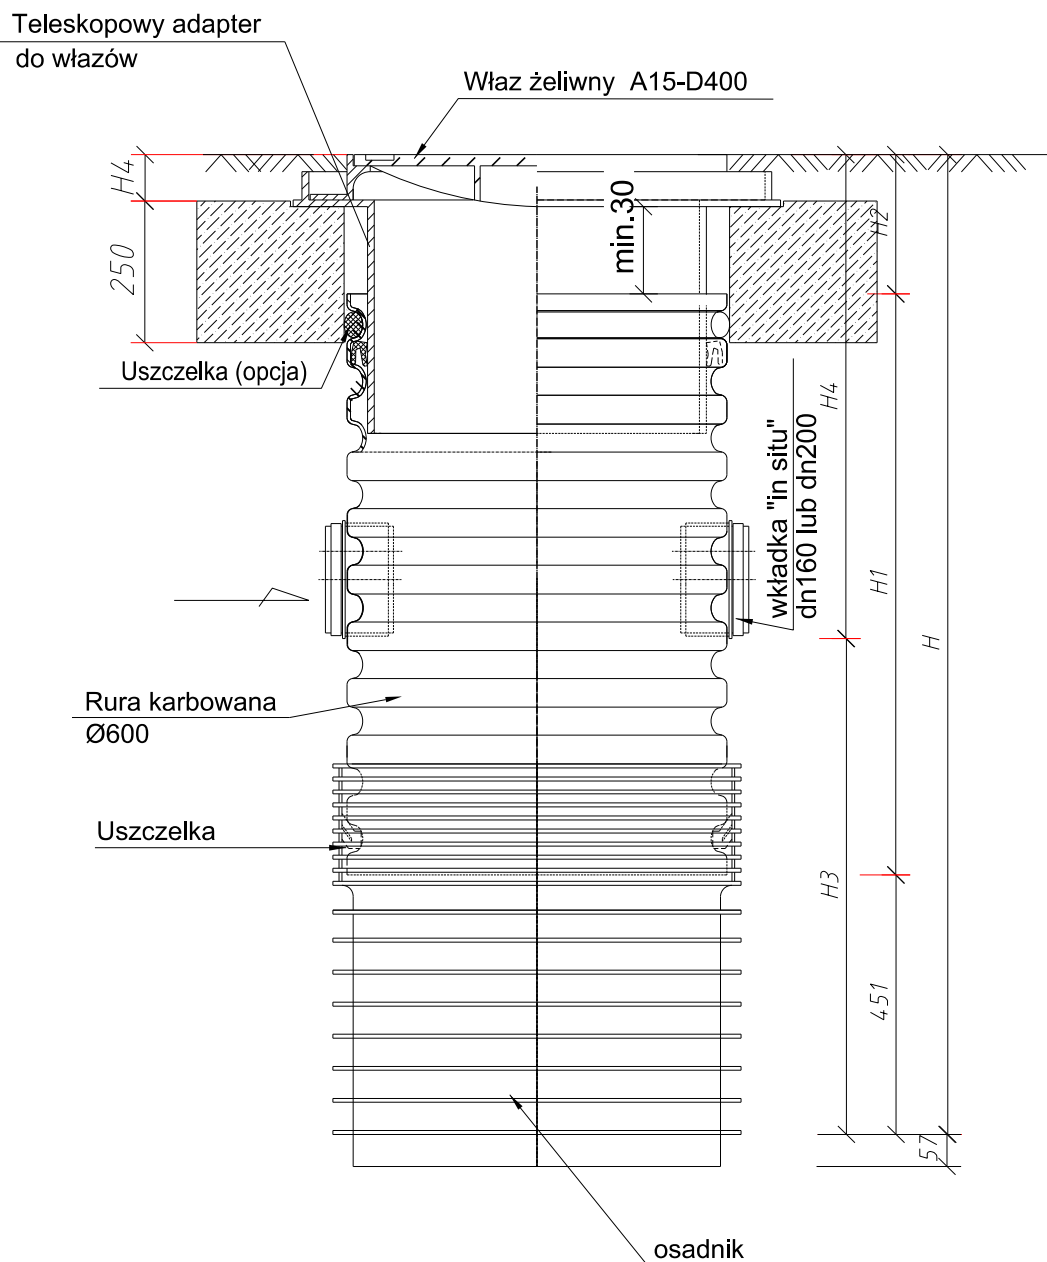 Teleskopowy adapter
do włazów
Właz żeliwny A15-D400
H4
250
min.30
H2
Uszczelka (opcja)
H4
wkładka "in situ"
dn160 lub dn200
H1
H
Rura karbowana
Ø600
Uszczelka
H3
451
57
osadnik